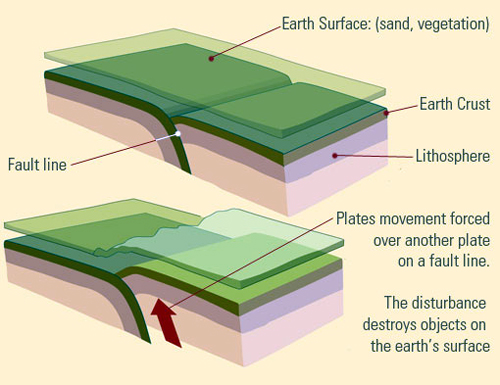 Earth Surface: (sand, vegetation)
Earth Crust
Fault line
Lithosphere
Plates movement forced
over another plate
on a fault line.
The disturbance
destroys objects on
the earth's surface